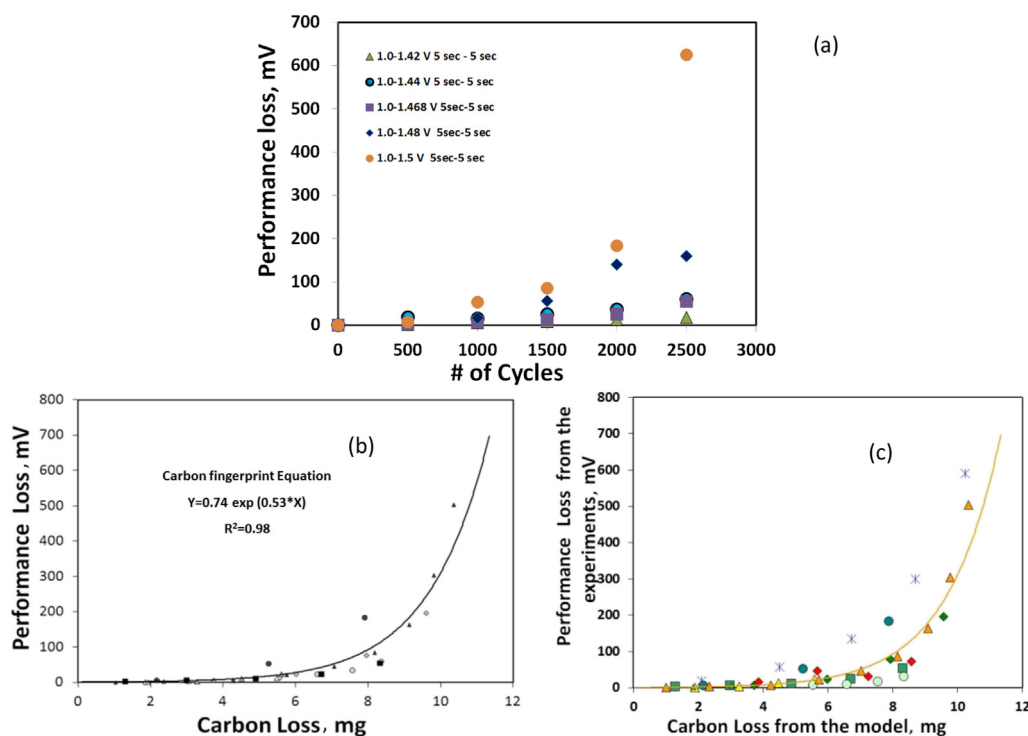 (a)
700
600
500
400
300
200
100
0
Performance loss, mV
1.0-1.42 V 5 sec - 5 sec
1.0-1.44 V 5 sec- 5 sec
1.0-1.468 V 5sec-5 sec
1.0-1.48 V 5sec-5 sec
1.0-1.5 V 5sec-5 sec
0 500 1000 1500 2000 2500 3000
# of Cycles
(b)
800
700
600
500
400
300
200
100
0
Performance Loss, mV
Carbon fingerprint Equation
Y=0.74 exp (0.53*X)
R²=0.98
0 2 4 6 8 10 12
Carbon Loss, mg
(c)
800
700
600
500
400
300
200
100
0
Performance Loss from the
experiments, mV
0 2 4 6 8 10 12
Carbon Loss from the model, mg